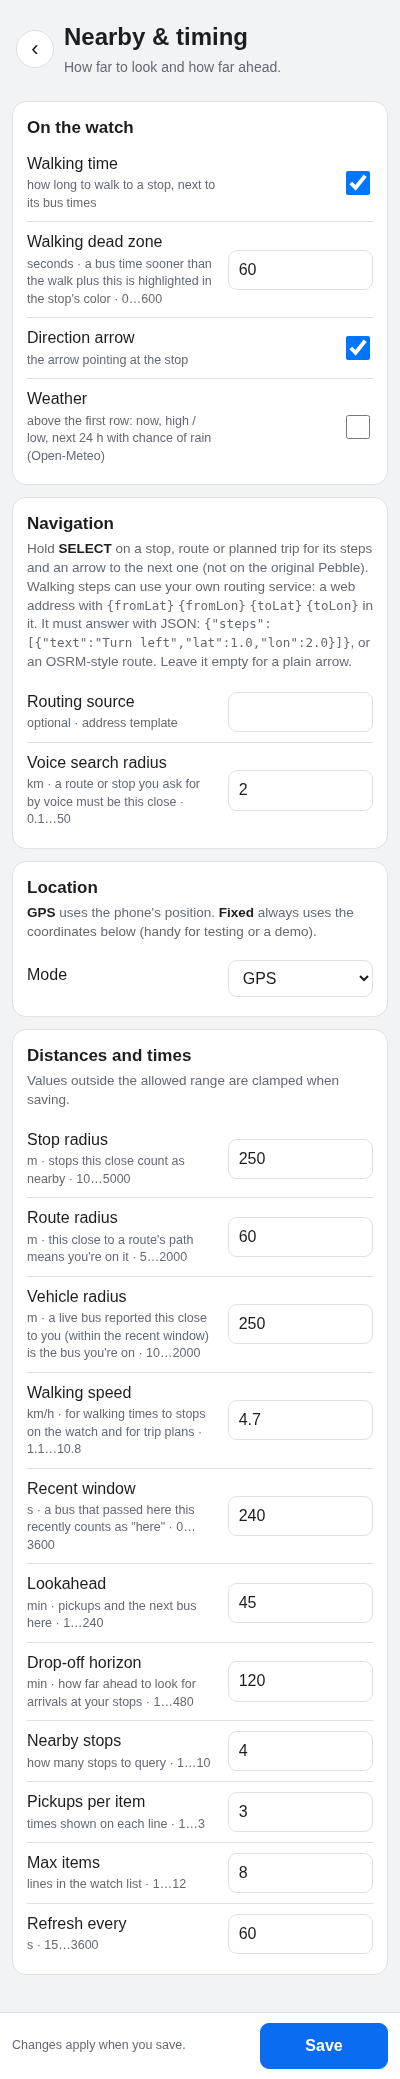 ‹
Nearby & timing
How far to look and how far ahead.
On the watch
Walking time
how long to walk to a stop, next to
its bus times
Walking dead zone
seconds · a bus time sooner than
the walk plus this is highlighted in
the stop's color · 0…600
60
Direction arrow
the arrow pointing at the stop
Weather
above the first row: now, high /
low, next 24 h with chance of rain
(Open-Meteo)
Navigation
Hold SELECT on a stop, route or planned trip for its steps
and an arrow to the next one (not on the original Pebble).
Walking steps can use your own routing service: a web
address with {fromLat} {fromLon} {toLat} {toLon} in
it. It must answer with JSON: {"steps":
[{"text":"Turn left","lat":1.0,"lon":2.0}]}, or
an OSRM-style route. Leave it empty for a plain arrow.
Routing source
optional · address template
Voice search radius
km · a route or stop you ask for
by voice must be this close ·
0.1…50
2
Location
GPS uses the phone's position. Fixed always uses the
coordinates below (handy for testing or a demo).
Mode
GPS
Distances and times
Values outside the allowed range are clamped when
saving.
Stop radius
m · stops this close count as
nearby · 10…5000
250
Route radius
m · this close to a route's path
means you're on it · 5…2000
60
Vehicle radius
m · a live bus reported this close
to you (within the recent window)
is the bus you're on · 10…2000
250
Walking speed
km/h · for walking times to stops
on the watch and for trip plans ·
1.1…10.8
4.7
Recent window
s · a bus that passed here this
recently counts as "here" · 0…
3600
240
Lookahead
min · pickups and the next bus
here · 1…240
45
Drop-off horizon
min · how far ahead to look for
arrivals at your stops · 1…480
120
Nearby stops
how many stops to query · 1…10
4
Pickups per item
times shown on each line · 1…3
3
Max items
lines in the watch list · 1…12
8
Refresh every
s · 15…3600
60
Changes apply when you save.
Save